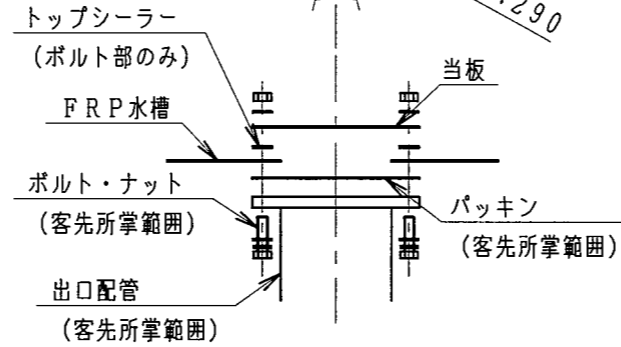 290
トップシーラー
(ボルト部のみ)
当板
FRP水槽
ボルト・ナット
(客先所掌範囲)
パッキン
(客先所掌範囲)
出口配管
(客先所掌範囲)